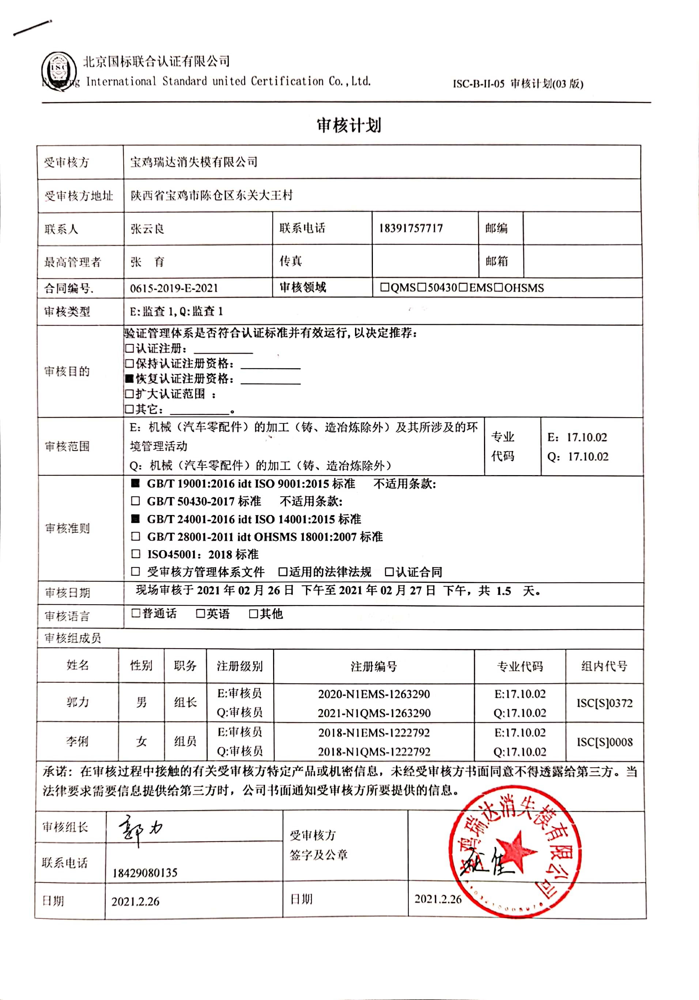 北京国标联合认证有限公司
ISC
International Standard united Certification Co.,Ltd.
ISC-B-II-05 审核计划(03 版)
审核计划
受审核方 宝鸡瑞达消失模有限公司
受审核方地址 陕西省宝鸡市陈仓区东关大王村
联系人 张云良 联系电话 18391757717 邮编
最高管理者 张 育 传真 邮箱
合同编号. 0615-2019-E-2021 审核领域 □QMS□50430□EMS□OHSMS
审核类型 E:监查 1,Q:监查 1
审核目的
验证管理体系是否符合认证标准并有效运行,以决定推荐:
□认证注册:
□保持认证注册资格:
■恢复认证注册资格:
□扩大认证范围 :
□其它: 。
审核范围
E: 机械（汽车零配件）的加工（铸、造冶炼除外）及其所涉及的环
境管理活动
Q: 机械（汽车零配件）的加工（铸、造冶炼除外）
专业
代码
E: 17.10.02
Q: 17.10.02
审核准则
■ GB/T 19001:2016 idt ISO 9001:2015 标准 不适用条款:
□ GB/T 50430-2017 标准 不适用条款:
■ GB/T 24001-2016 idt ISO 14001:2015 标准
□ GB/T 28001-2011 idt OHSMS 18001:2007 标准
□ ISO45001: 2018 标准
□ 受审核方管理体系文件 □适用的法律法规 □认证合同
审核日期 现场审核于 2021 年 02 月 26 日 下午至 2021 年 02 月 27 日 下午，共 1.5 天。
审核语言 □普通话 □英语 □其他
审核组成员
姓名 性别 职务 注册级别 注册编号 专业代码 组内代号
郭力 男 组长 E:审核员 2020-N1EMS-1263290 E:17.10.02 ISC[S]0372
Q:审核员 2021-N1QMS-1263290 Q:17.10.02
李俐 女 组员 E:审核员 2018-N1EMS-1222792 E:17.10.02 ISC[S]0008
Q:审核员 2018-N1QMS-1222792 Q:17.10.02
承诺：在审核过程中接触的有关受审核方特定产品或机密信息，未经受审核方书面同意不得透露给第三方。当
法律要求需要信息提供给第三方时，公司书面通知受审核方所要提供的信息。
审核组长 郭力
受审核方
签字及公章
宝鸡瑞达消失模有限公司
联系电话 18429080135
日期 2021.2.26 日期 2021.2.26